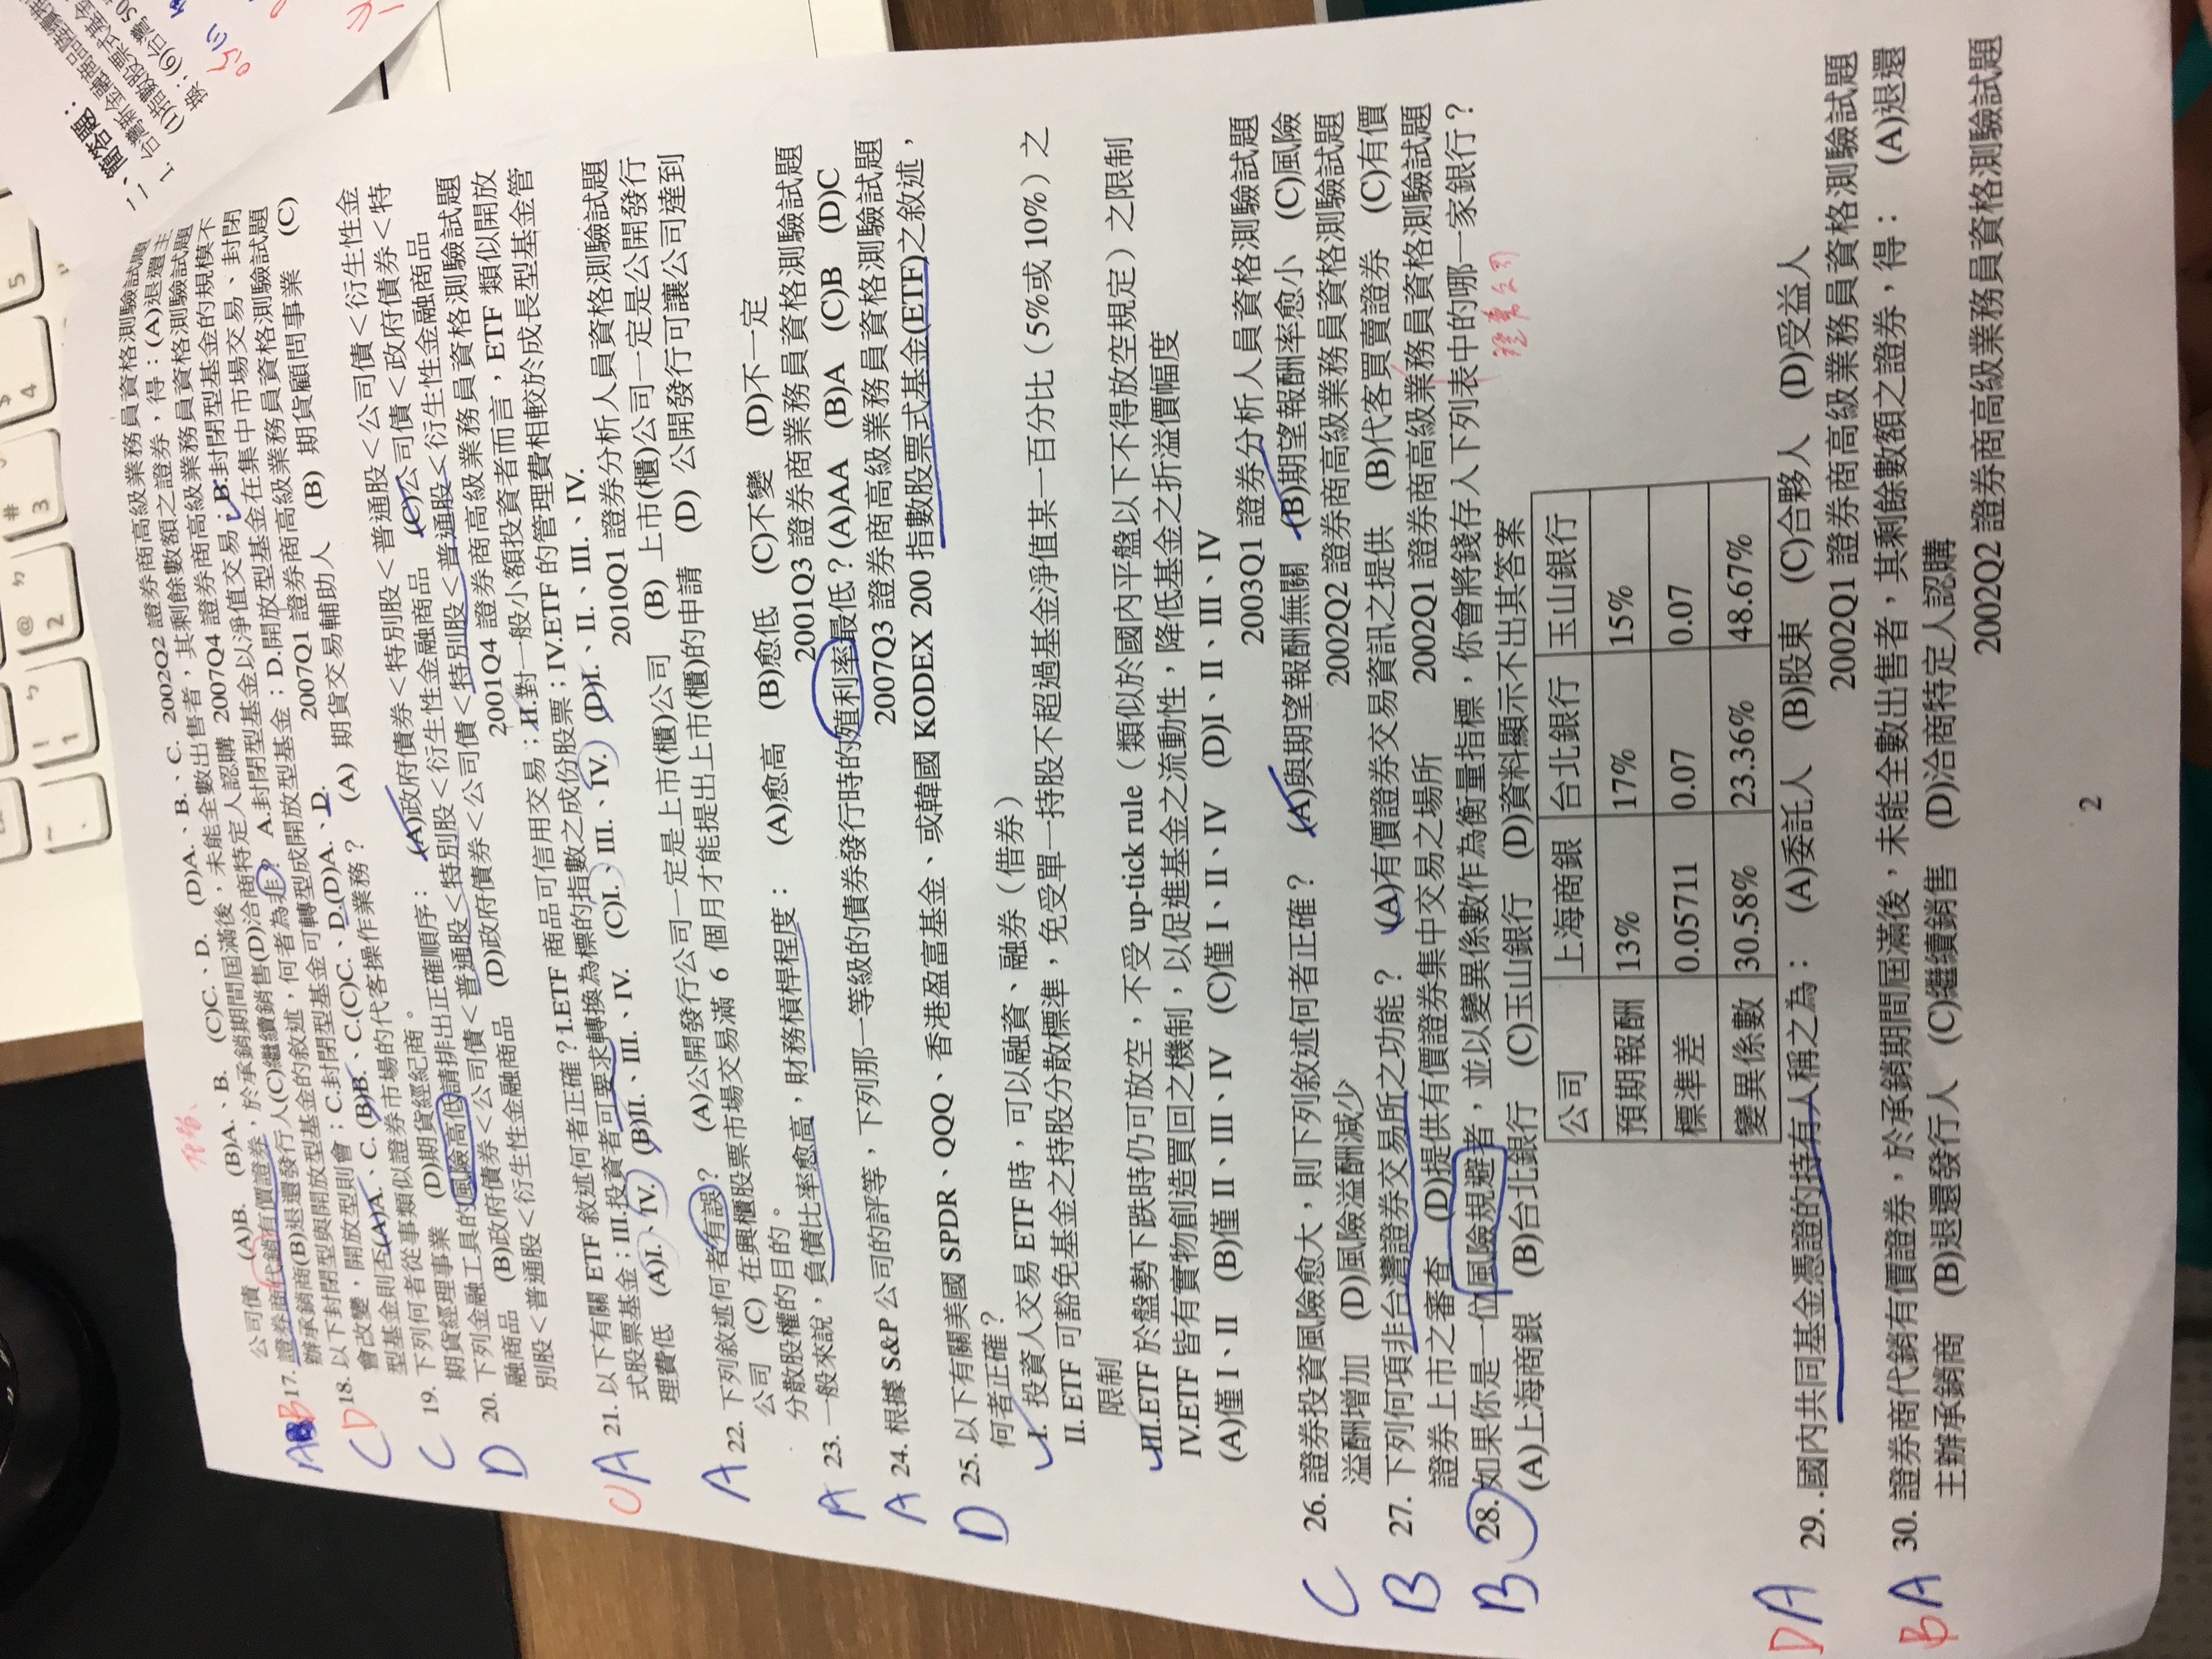 公司債 (A)B. (B)A.、B. (C)C.、D. (D)A.、B.、C. 2002Q2 證券商高級業務員資格測驗試題
AB 17. 證券商代銷有價證券，於承銷期間屆滿後，未能全數出售者，其剩餘數額之證券，得：(A)退還主
辦承銷商(B)退還發行人(C)繼續銷售(D)洽商特定人認購 2007Q4 證券商高級業務員資格測驗試題
CD 18. 以下封閉型與開放型基金的敘述，何者為非？ A.封閉型基金以淨值交易；B.封閉型基金的規模不
會改變，開放型則會；C.封閉型基金可轉型成開放型基金；D.開放型基金在集中市場交易、封閉
型基金則否(A)A.、C. (B)B.、C.(C)C.、D.(D)A.、D. 2007Q1 證券商高級業務員資格測驗試題
C 19. 下列何者從事類似證券市場的代客操作業務？ (A) 期貨交易輔助人 (B) 期貨顧問事業 (C)
期貨經理事業 (D)期貨經紀商。
D 20. 下列金融工具的風險高低請排出正確順序： (A)政府債券＜特別股＜普通股＜公司債＜衍生性金
融商品 (B)政府債券＜公司債＜普通股＜特別股＜衍生性金融商品 (C)公司債＜政府債券＜特
別股＜普通股＜衍生性金融商品 (D)政府債券＜公司債＜特別股＜普通股＜衍生性金融商品
2001Q4 證券商高級業務員資格測驗試題
CA 21. 以下有關 ETF 敘述何者正確？I.ETF 商品可信用交易；II.對一般小額投資者而言，ETF 類似開放
式股票基金；III.投資者可要求轉換為標的指數之成份股票；IV.ETF 的管理費相較於成長型基金管
理費低 (A)I.、IV. (B)II.、III.、IV. (C)I.、III.、IV. (D)I.、II.、III.、IV.
2010Q1 證券分析人員資格測驗試題
A 22. 下列敘述何者有誤？ (A)公開發行公司一定是上市(櫃)公司 (B) 上市(櫃)公司一定是公開發行
公司 (C) 在興櫃股票市場交易滿 6 個月才能提出上市(櫃)的申請 (D) 公開發行可讓公司達到
分散股權的目的。
A 23. 一般來說，負債比率愈高，財務槓桿程度： (A)愈高 (B)愈低 (C)不變 (D)不一定
2001Q3 證券商業務員資格測驗試題
A 24. 根據 S&P 公司的評等，下列那一等級的債券發行時的殖利率最低？(A)AA (B)A (C)B (D)C
2007Q3 證券商高級業務員資格測驗試題
D 25. 以下有關美國 SPDR、QQQ、香港盈富基金、或韓國 KODEX 200 指數股票式基金(ETF)之敘述，
何者正確？
I. 投資人交易 ETF 時，可以融資、融券（借券）
II. ETF 可豁免基金之持股分散標準，免受單一持股不超過基金淨值某一百分比（5%或 10%）之
限制
III.ETF 於盤勢下跌時仍可放空，不受 up-tick rule（類似於國內平盤以下不得放空規定）之限制
IV.ETF 皆有實物創造買回之機制，以促進基金之流動性，降低基金之折溢價幅度
(A)僅 I、II (B)僅 II、III、IV (C)僅 I、II、IV (D)I、II、III、IV
2003Q1 證券分析人員資格測驗試題
C 26. 證券投資風險愈大，則下列敘述何者正確？ (A)與期望報酬無關 (B)期望報酬率愈小 (C)風險
溢酬增加 (D)風險溢酬減少 2002Q2 證券商高級業務員資格測驗試題
B 27. 下列何項非台灣證券交易所之功能？ (A)有價證券交易資訊之提供 (B)代客買賣證券 (C)有價
證券上市之審查 (D)提供有價證券集中交易之場所 2002Q1 證券商高級業務員資格測驗試題
B 28. 如果你是一位風險規避者，並以變異係數作為衡量指標，你會將錢存入下列表中的哪一家銀行？
(A)上海商銀 (B)台北銀行 (C)玉山銀行 (D)資料顯示不出其答案
公司 上海商銀 台北銀行 玉山銀行
預期報酬 13% 17% 15%
標準差 0.05711 0.07 0.07
變異係數 30.58% 23.36% 48.67%
DA 29. .國內共同基金憑證的持有人稱之為： (A)委託人 (B)股東 (C)合夥人 (D)受益人
2002Q1 證券商高級業務員資格測驗試題
BA 30. 證券商代銷有價證券，於承銷期間屆滿後，未能全數出售者，其剩餘數額之證券，得： (A)退還
主辦承銷商 (B)退還發行人 (C)繼續銷售 (D)洽商特定人認購
2002Q2 證券商高級業務員資格測驗試題
2
二、簡答題：
1. 台灣新金融商品陸續推
(1)指數股票式基金
換；(6)台灣 50